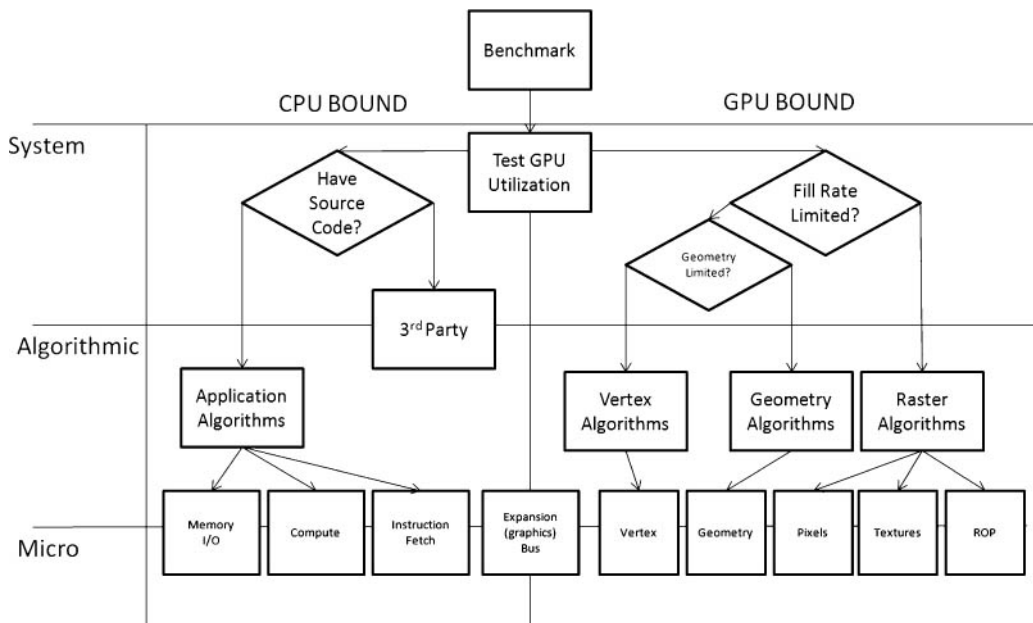 Benchmark
CPU BOUND
GPU BOUND
System
Test GPU
Utilization
Have
Source
Code?
Fill Rate
Limited?
Geometry
Limited?
3rd Party
Algorithmic
Application
Algorithms
Vertex
Algorithms
Geometry
Algorithms
Raster
Algorithms
Micro
Memory
I/O
Compute
Instruction
Fetch
Expansion
(graphics)
Bus
Vertex
Geometry
Pixels
Textures
ROP